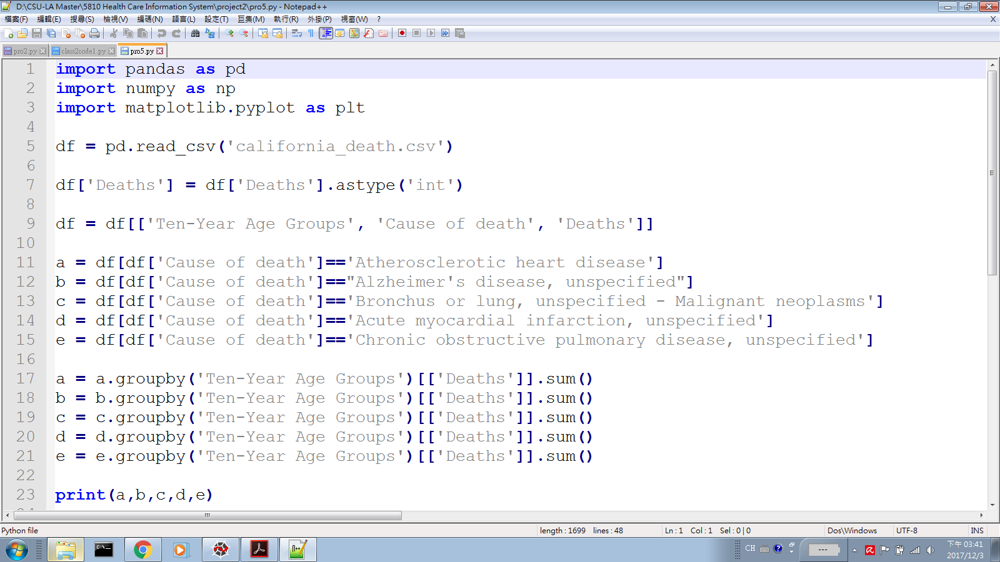 D:\CSU-LA Master\5810 Health Care Information System\project2\pro5.py - Notepad++
檔案(F) 編輯(E) 搜尋(S) 檢視(V) 編碼(N) 語言(L) 設定(T) 巨集(M) 執行(R) 外掛(P) 視窗(W) ? X
pro2.py class2code1.py pro5.py
1 import pandas as pd
2 import numpy as np
3 import matplotlib.pyplot as plt
4
5 df = pd.read_csv('california_death.csv')
6
7 df['Deaths'] = df['Deaths'].astype('int')
8
9 df = df[['Ten-Year Age Groups', 'Cause of death', 'Deaths']]
10
11 a = df[df['Cause of death']=='Atherosclerotic heart disease']
12 b = df[df['Cause of death']=="Alzheimer's disease, unspecified"]
13 c = df[df['Cause of death']=='Bronchus or lung, unspecified - Malignant neoplasms']
14 d = df[df['Cause of death']=='Acute myocardial infarction, unspecified']
15 e = df[df['Cause of death']=='Chronic obstructive pulmonary disease, unspecified']
16
17 a = a.groupby('Ten-Year Age Groups')[['Deaths']].sum()
18 b = b.groupby('Ten-Year Age Groups')[['Deaths']].sum()
19 c = c.groupby('Ten-Year Age Groups')[['Deaths']].sum()
20 d = d.groupby('Ten-Year Age Groups')[['Deaths']].sum()
21 e = e.groupby('Ten-Year Age Groups')[['Deaths']].sum()
22
23 print(a,b,c,d,e)
Python file length : 1699 lines : 48 Ln : 1 Col : 1 Sel : 0 | 0 Dos\Windows UTF-8 INS
CH --- 下午 03:41
2017/12/3